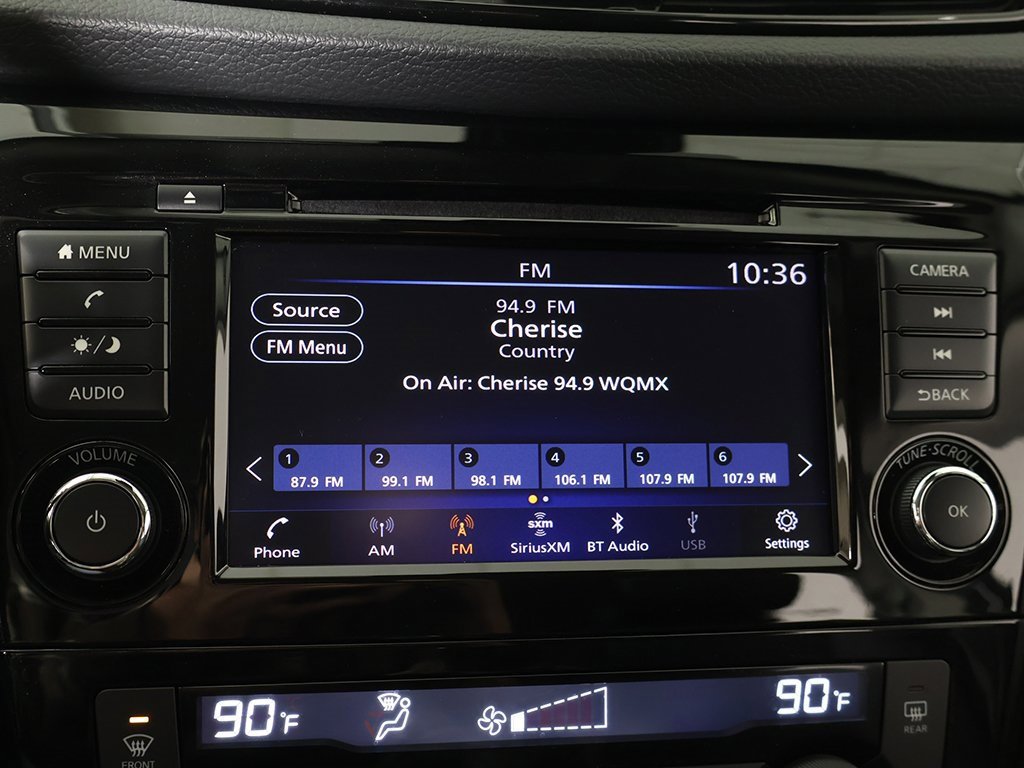 MENU
AUDIO
VOLUME
FM
10:36
Source
FM Menu
94.9 FM
Cherise
Country
On Air: Cherise 94.9 WQMX
1
87.9 FM
2
99.1 FM
3
98.1 FM
4
106.1 FM
5
107.9 FM
6
107.9 FM
Phone
AM
FM
sxm
SiriusXM
BT Audio
USB
Settings
CAMERA
BACK
TUNE·SCROLL
OK
90°F
90°F
FRONT
REAR